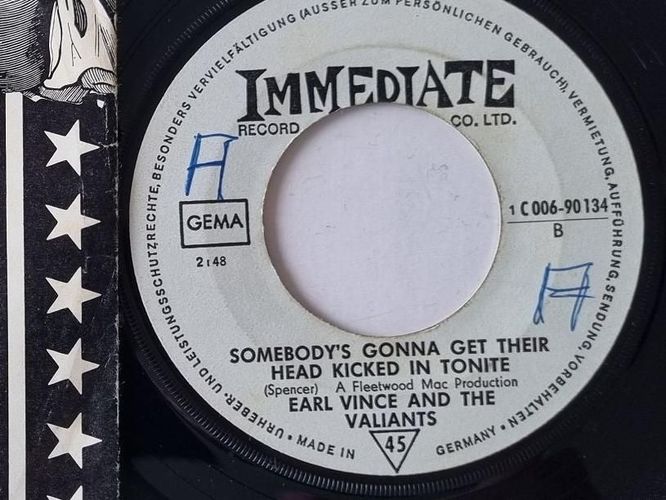 URHEBER- UND LEISTUNGSSCHUTZRECHTE, BESONDERS VERVIELFÄLTIGUNG (AUSSER ZUM PERSÖNLICHEN GEBRAUCH), VERMIETUNG, AUFFÜHRUNG, SENDUNG, VORBEHALTEN
IMMEDIATE
RECORD CO. LTD.
GEMA
1 C 006-90 134
B
2:48
SOMEBODY'S GONNA GET THEIR
HEAD KICKED IN TONITE
(Spencer) A Fleetwood Mac Production
EARL VINCE AND THE
VALIANTS
• MADE IN
45
GERMANY •